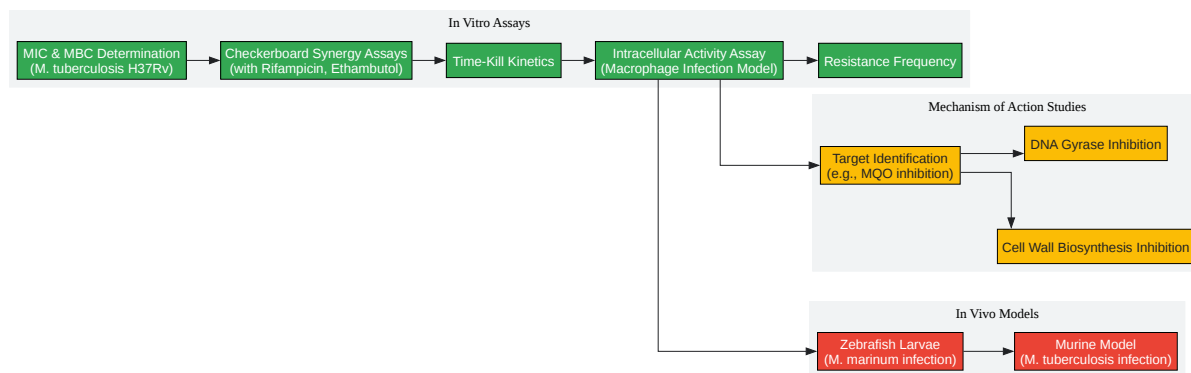 In Vitro Assays
MIC & MBC Determination
(M. tuberculosis H37Rv)
Checkerboard Synergy Assays
(with Rifampicin, Ethambutol)
Time-Kill Kinetics
Intracellular Activity Assay
(Macrophage Infection Model)
Resistance Frequency
Mechanism of Action Studies
Target Identification
(e.g., MQO inhibition)
DNA Gyrase Inhibition
Cell Wall Biosynthesis Inhibition
In Vivo Models
Zebrafish Larvae
(M. marinum infection)
Murine Model
(M. tuberculosis infection)